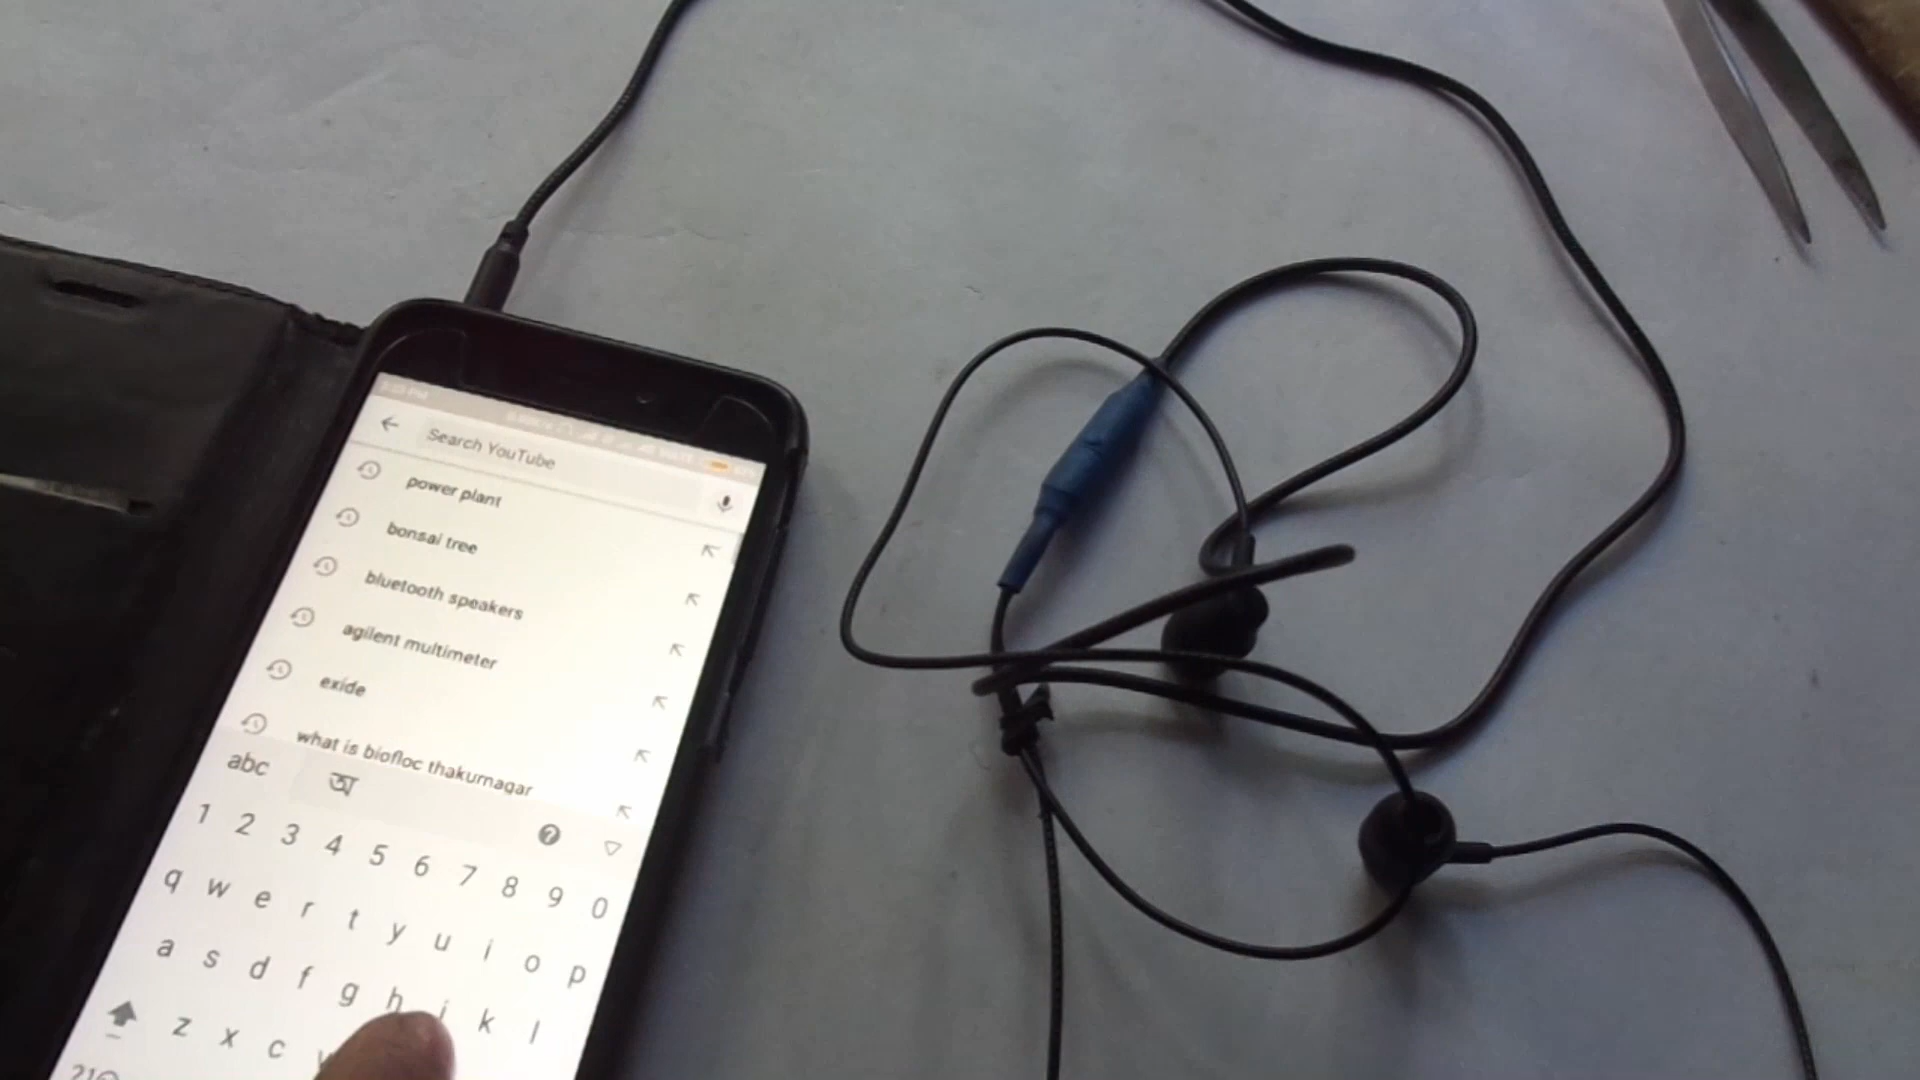 Search YouTube
power plant
bonsai tree
bluetooth speakers
agilent multimeter
exide
what is biofloc thakurnagar
abc অ ?
1 2 3 4 5 6 7 8 9 0
q w e r t y u i o p
a s d f g h j k l
z x c